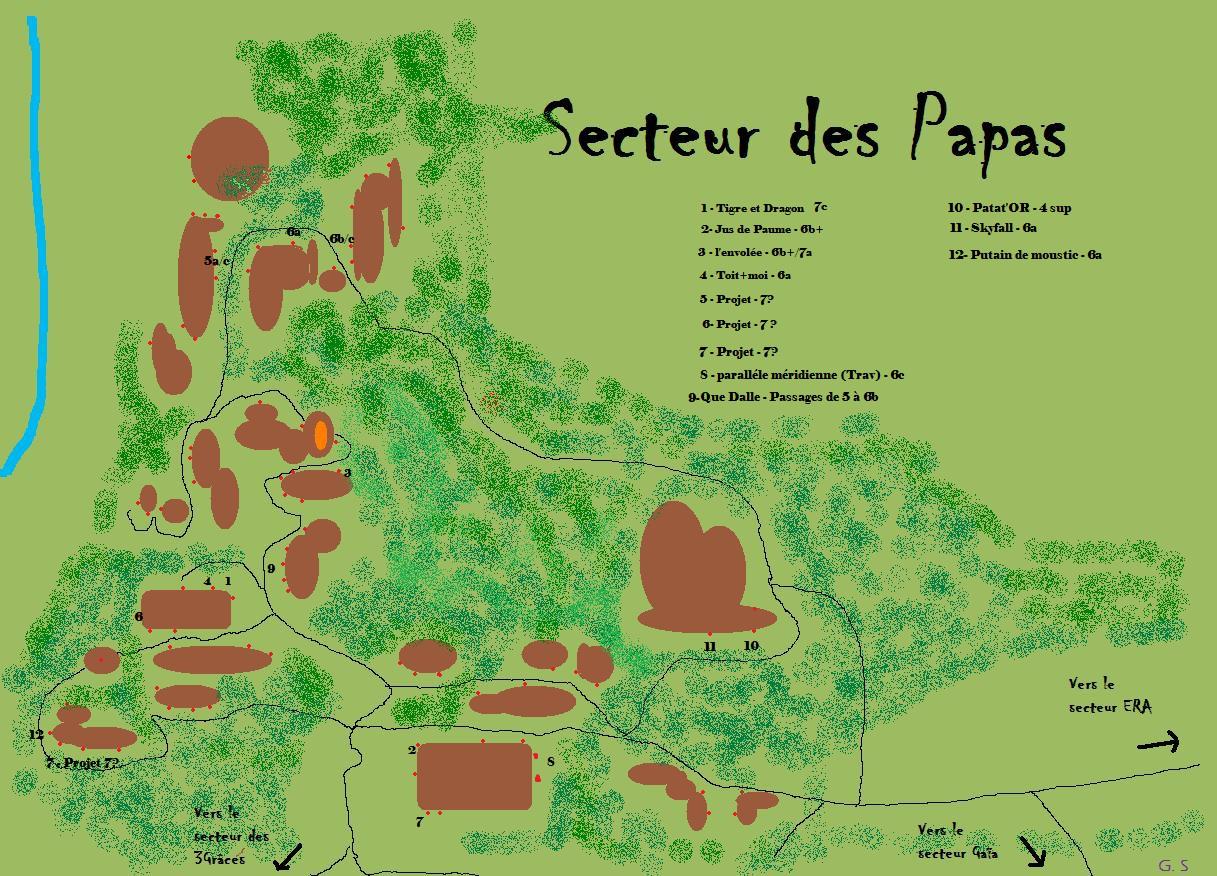 Secteur des Papas
1 - Tigre et Dragon 7c
2- Jus de Paume - 6b+
3 - l'envolée - 6b+/7a
4 - Toit+moi - 6a
5 - Projet - 7?
6- Projet - 7 ?
7 - Projet - 7?
8 - paralléle méridienne (Trav) - 6c
9- Que Dalle - Passages de 5 à 6b
10 - Patat'OR - 4 sup
11 - Skyfall - 6a
12- Putain de moustic - 6a
6a
6b/c
5a/c
3
9
4 1
6
11 10
12
7 - Projet 7?
2
8
7
Vers le
secteur ERA
Vers le
secteur des
3Grâces
Vers le
secteur Gaïa
G. S